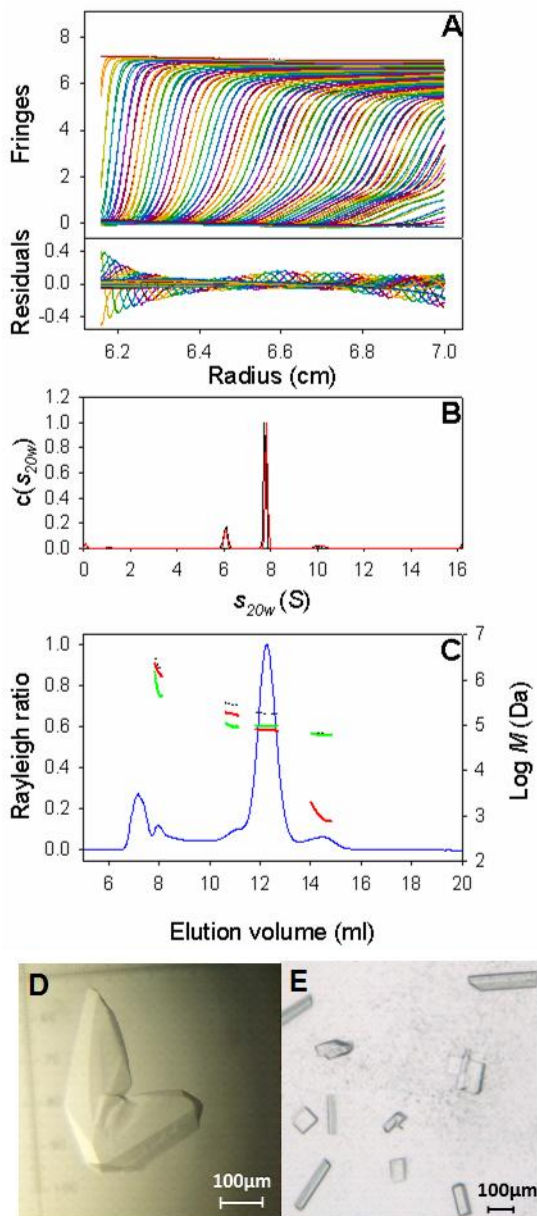 A
8
6
4
2
0
Fringes
0.4
0.0
-0.4
Residuals
6.2 6.4 6.6 6.8 7.0
Radius (cm)
B
1.2
1.0
0.8
0.6
0.4
0.2
0.0
c(s20w)
0 2 4 6 8 10 12 14 16
s20w (S)
C
1.0
0.8
0.6
0.4
0.2
0.0
Rayleigh ratio
7
6
5
4
3
2
Log M (Da)
6 8 10 12 14 16 18 20
Elution volume (ml)
D
100µm
E
100µm